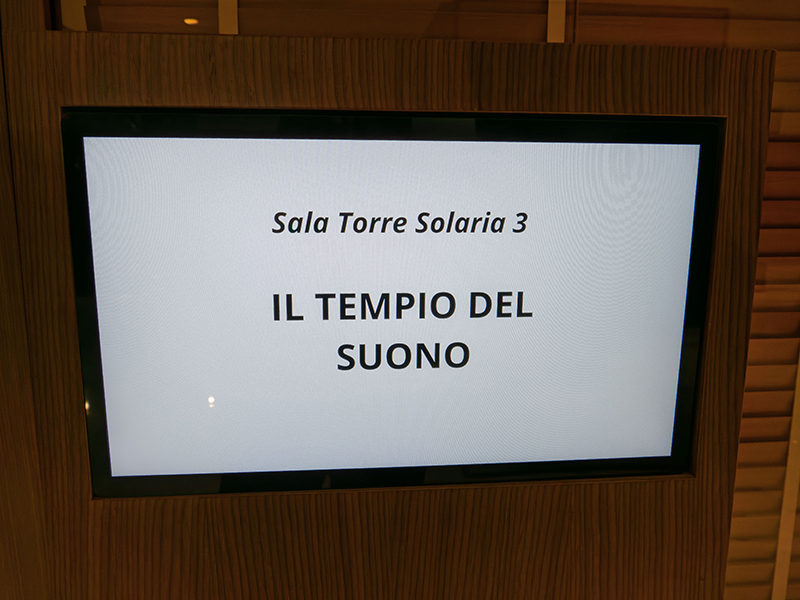 Sala Torre Solaria 3
IL TEMPIO DEL
SUONO